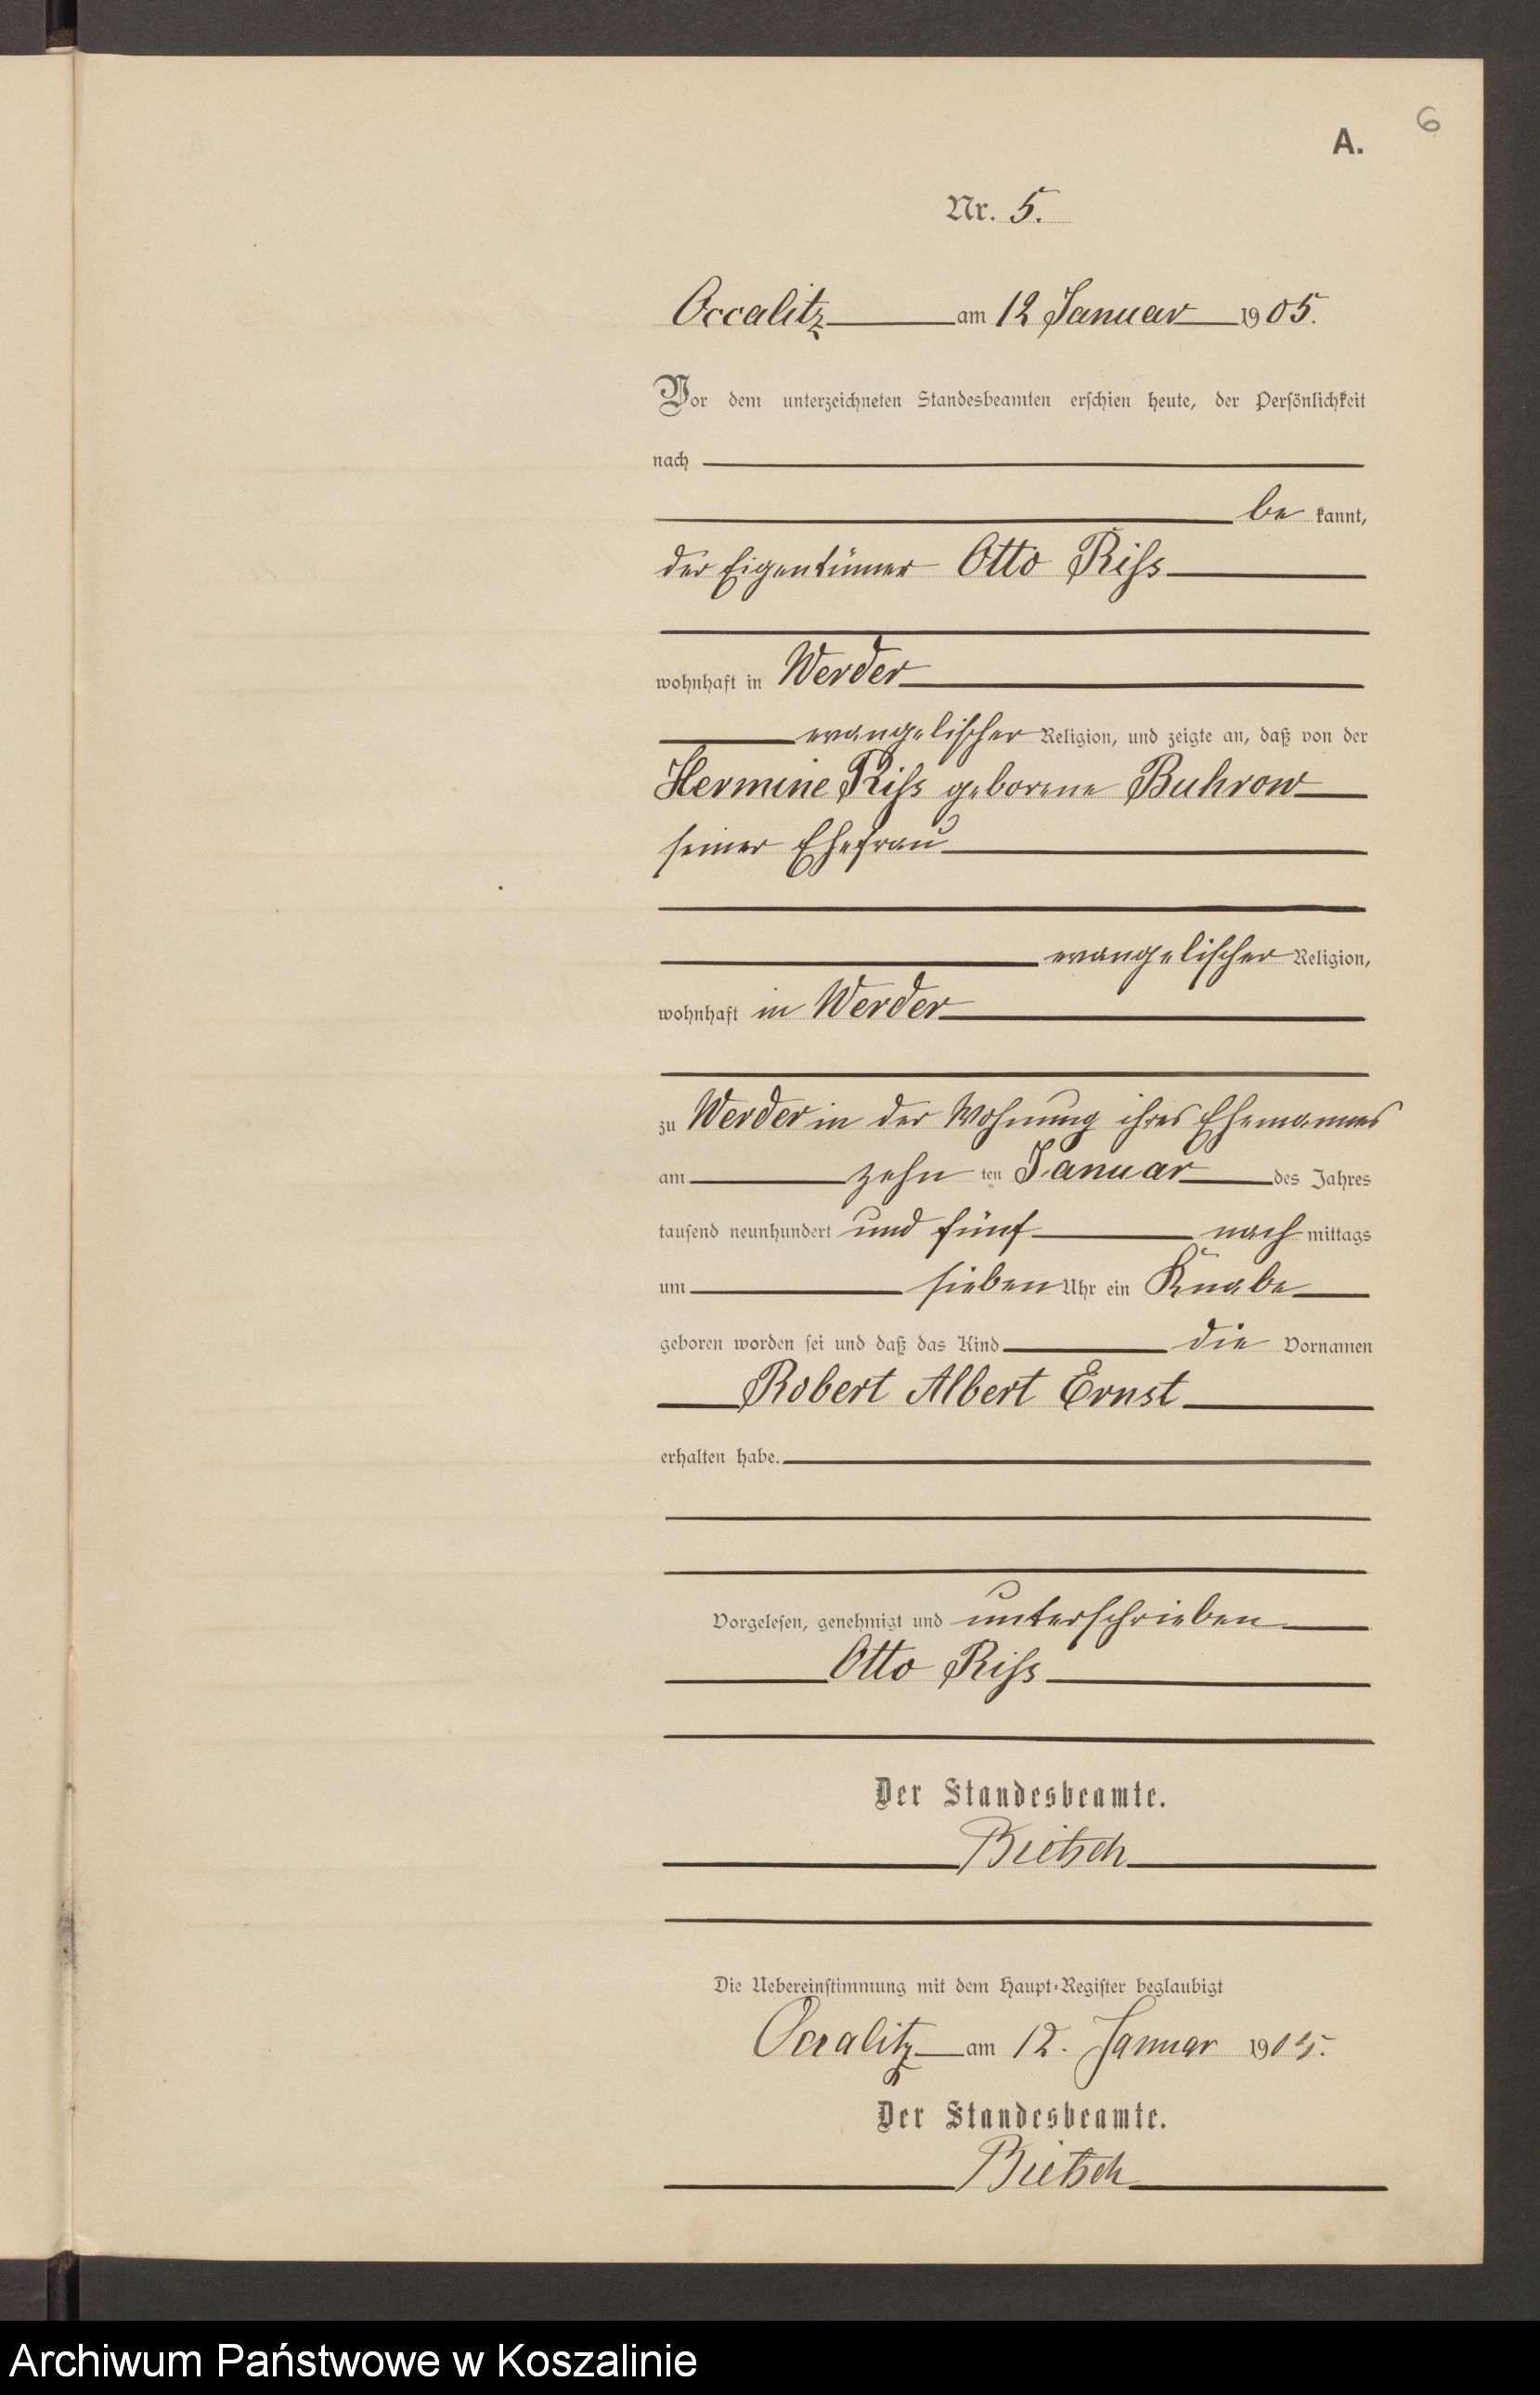 6
A.
Nr. 5.
Occalitz am 12 Januar 1905.
Vor dem unterzeichneten Standesbeamten erschien heute, der Persönlichkeit
nach
be kannt,
der Eigentümer Otto Riss
wohnhaft in Werder
evangelischer Religion, und zeigte an, daß von der
Hermine Riss geborene Buhrow
seiner Ehefrau
evangelischer Religion,
wohnhaft in Werder
zu Werder in der Wohnung ihres Ehemannes
am zehn ten Januar des Jahres
tausend neunhundert und fünf nach mittags
um sieben Uhr ein Knabe
geboren worden sei und daß das Kind die Vornamen
Robert Albert Ernst
erhalten habe.
Vorgelesen, genehmigt und unterschrieben
Otto Riss
Der Standesbeamte.
Bietsch
Die Uebereinstimmung mit dem Haupt-Register beglaubigt
Occalitz am 12. Januar 1905.
Der Standesbeamte.
Bietsch
Archiwum Państwowe w Koszalinie